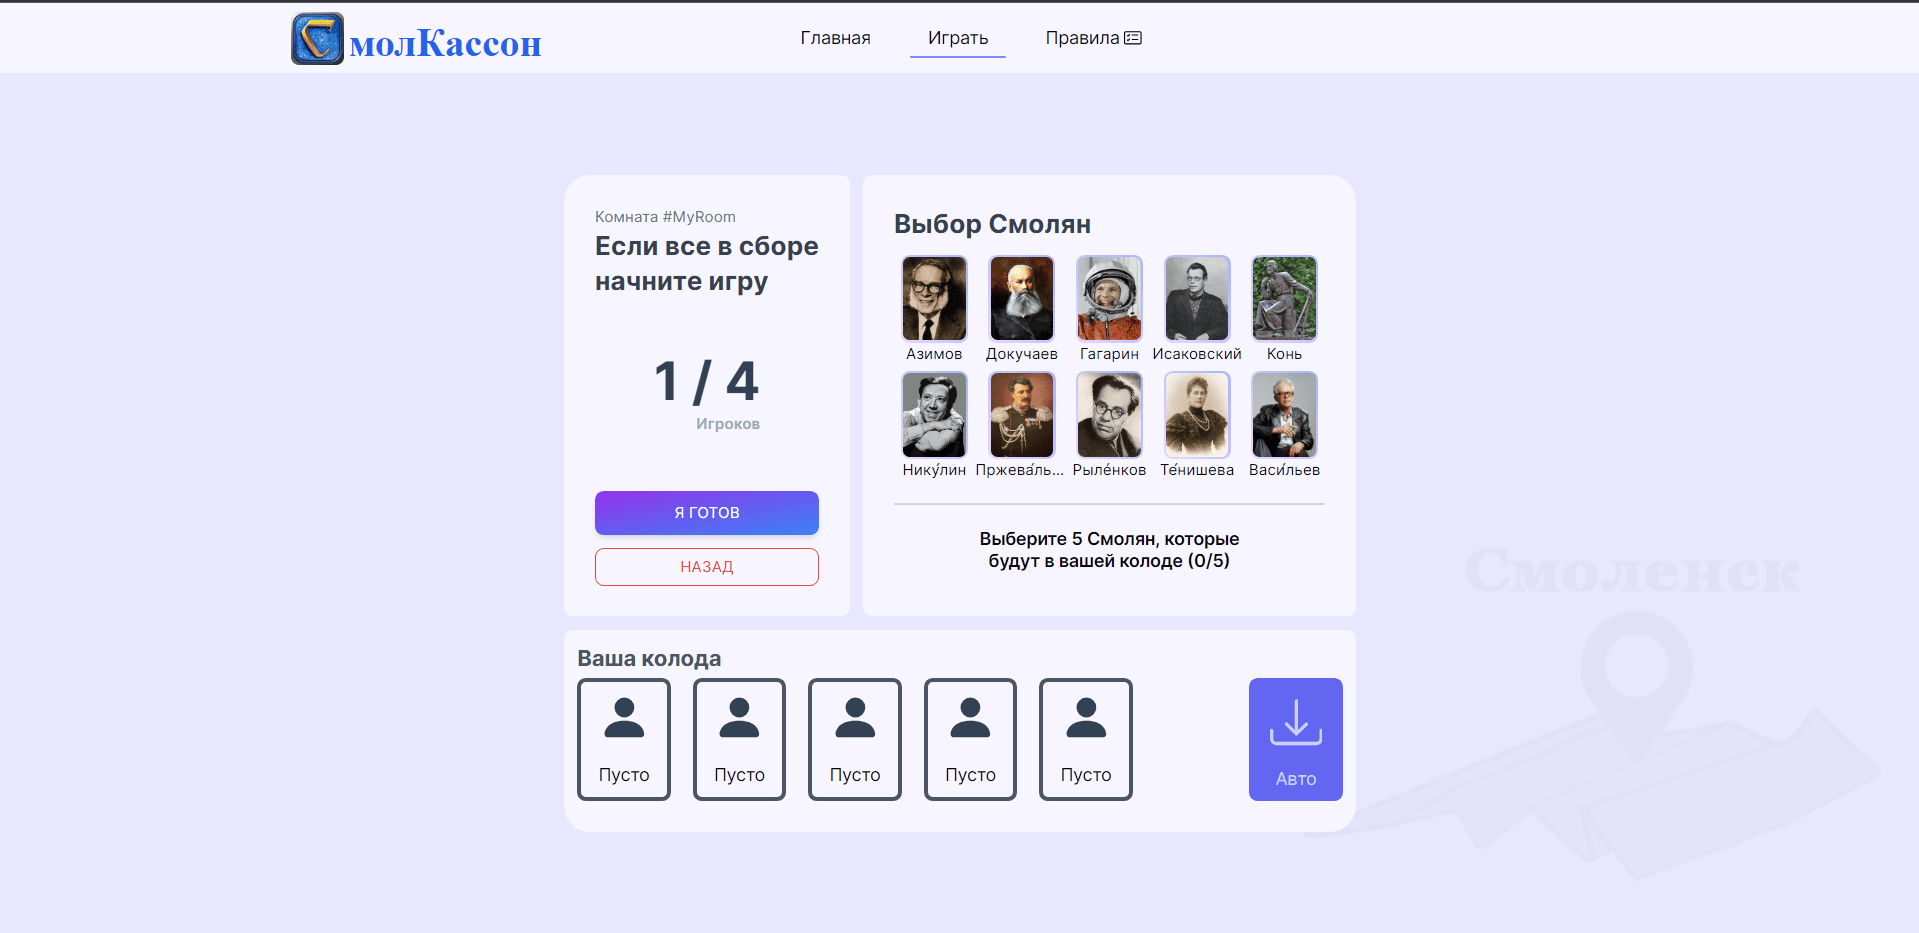 СмолКассон
Главная
Играть
Правила
Комната #MyRoom
Если все в сборе
начните игру
1 / 4
Игроков
Я ГОТОВ
НАЗАД
Выбор Смолян
Азимов
Докучаев
Гагарин
Исаковский
Конь
Нику́лин
Пржева́ль...
Рыле́нков
Те́нишева
Васи́льев
Выберите 5 Смолян, которые
будут в вашей колоде (0/5)
Смоленск
Ваша колода
Пусто
Пусто
Пусто
Пусто
Пусто
Авто